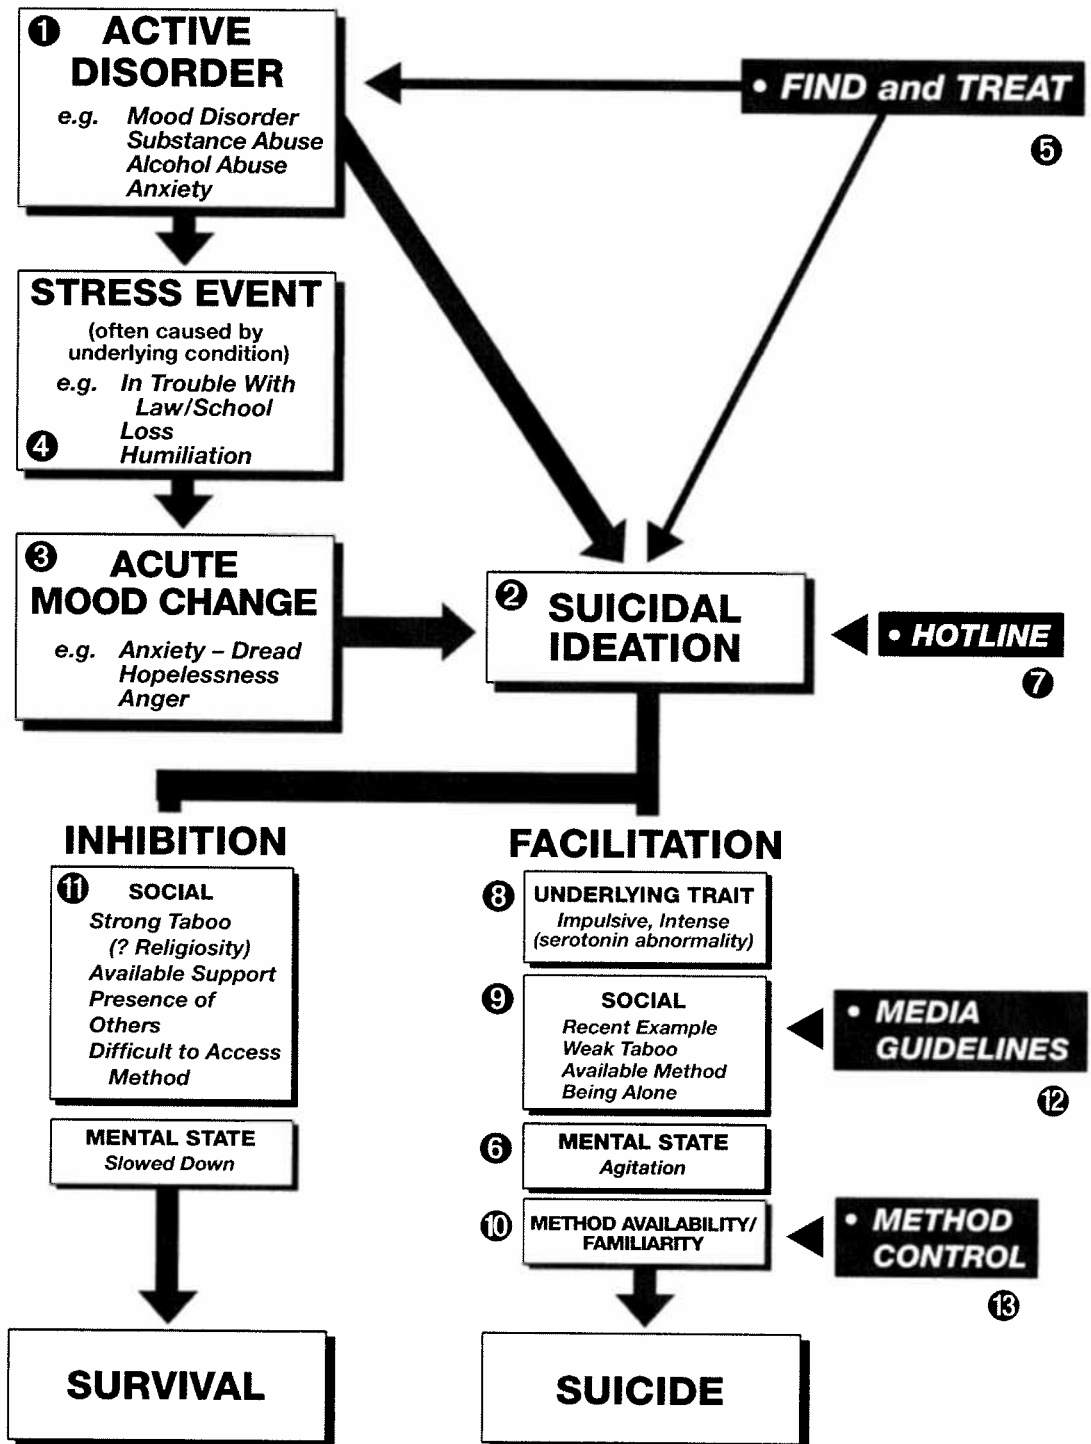 ❶ ACTIVE
DISORDER
e.g. Mood Disorder
Substance Abuse
Alcohol Abuse
Anxiety
• FIND and TREAT
❺
STRESS EVENT
(often caused by
underlying condition)
e.g. In Trouble With
Law/School
Loss
❹ Humiliation
❸ ACUTE
MOOD CHANGE
e.g. Anxiety – Dread
Hopelessness
Anger
❷ SUICIDAL
IDEATION
• HOTLINE
❼
INHIBITION
⓫ SOCIAL
Strong Taboo
(? Religiosity)
Available Support
Presence of
Others
Difficult to Access
Method
MENTAL STATE
Slowed Down
SURVIVAL
FACILITATION
❽ UNDERLYING TRAIT
Impulsive, Intense
(serotonin abnormality)
❾ SOCIAL
Recent Example
Weak Taboo
Available Method
Being Alone
• MEDIA
GUIDELINES
⓬
❻ MENTAL STATE
Agitation
❿ METHOD AVAILABILITY/
FAMILIARITY
• METHOD
CONTROL
⓭
SUICIDE